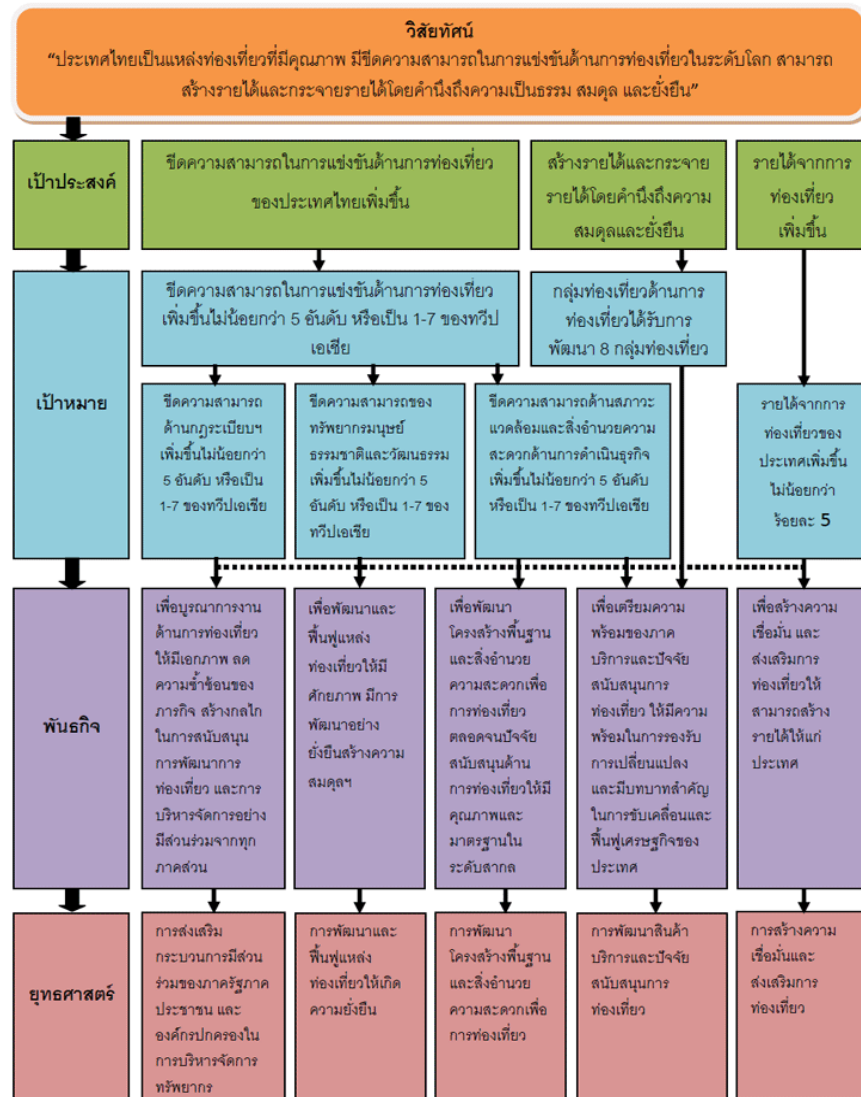 วิสัยทัศน์
“ประเทศไทยเป็นแหล่งท่องเที่ยวที่มีคุณภาพ มีขีดความสามารถในการแข่งขันด้านการท่องเที่ยวในระดับโลก สามารถ
สร้างรายได้และกระจายรายได้โดยคำนึงถึงความเป็นธรรม สมดุล และยั่งยืน”
เป้าประสงค์
ขีดความสามารถในการแข่งขันด้านการท่องเที่ยว
ของประเทศไทยเพิ่มขึ้น
สร้างรายได้และกระจาย
รายได้โดยคำนึงถึงความ
สมดุลและยั่งยืน
รายได้จากการ
ท่องเที่ยว
เพิ่มขึ้น
เป้าหมาย
ขีดความสามารถในการแข่งขันด้านการท่องเที่ยว
เพิ่มขึ้นไม่น้อยกว่า 5 อันดับ หรือเป็น 1-7 ของทวีป
เอเชีย
กลุ่มท่องเที่ยวด้านการ
ท่องเที่ยวได้รับการ
พัฒนา 8 กลุ่มท่องเที่ยว
ขีดความสามารถ
ด้านกฎระเบียบฯ
เพิ่มขึ้นไม่น้อยกว่า
5 อันดับ หรือเป็น
1-7 ของทวีปเอเชีย
ขีดความสามารถของ
ทรัพยากรมนุษย์
ธรรมชาติและวัฒนธรรม
เพิ่มขึ้นไม่น้อยกว่า 5
อันดับ หรือเป็น 1-7 ของ
ทวีปเอเชีย
ขีดความสามารถด้านสภาวะ
แวดล้อมและสิ่งอำนวยความ
สะดวกด้านการดำเนินธุรกิจ
เพิ่มขึ้นไม่น้อยกว่า 5 อันดับ
หรือเป็น 1-7 ของทวีปเอเชีย
รายได้จากการ
ท่องเที่ยวของ
ประเทศเพิ่มขึ้น
ไม่น้อยกว่า
ร้อยละ 5
พันธกิจ
เพื่อบูรณาการงาน
ด้านการท่องเที่ยว
ให้มีเอกภาพ ลด
ความซ้ำซ้อนของ
ภารกิจ สร้างกลไก
ในการสนับสนุน
การพัฒนาการ
ท่องเที่ยว และการ
บริหารจัดการอย่าง
มีส่วนร่วมจากทุก
ภาคส่วน
เพื่อพัฒนาและ
ฟื้นฟูแหล่ง
ท่องเที่ยวให้มี
ศักยภาพ มีการ
พัฒนาอย่าง
ยั่งยืนสร้างความ
สมดุลฯ
เพื่อพัฒนา
โครงสร้างพื้นฐาน
และสิ่งอำนวย
ความสะดวกเพื่อ
การท่องเที่ยว
ตลอดจนปัจจัย
สนับสนุนด้าน
การท่องเที่ยวให้มี
คุณภาพและ
มาตรฐานใน
ระดับสากล
เพื่อเตรียมความ
พร้อมของภาค
บริการและปัจจัย
สนับสนุนการ
ท่องเที่ยว ให้มีความ
พร้อมในการรองรับ
การเปลี่ยนแปลง
และมีบทบาทสำคัญ
ในการขับเคลื่อนและ
ฟื้นฟูเศรษฐกิจของ
ประเทศ
เพื่อสร้างความ
เชื่อมั่น และ
ส่งเสริมการ
ท่องเที่ยวให้
สามารถสร้าง
รายได้ให้แก่
ประเทศ
ยุทธศาสตร์
การส่งเสริม
กระบวนการมีส่วน
ร่วมของภาครัฐภาค
ประชาชน และ
องค์กรปกครองใน
การบริหารจัดการ
ทรัพยากร
การพัฒนาและ
ฟื้นฟูแหล่ง
ท่องเที่ยวให้เกิด
ความยั่งยืน
การพัฒนา
โครงสร้างพื้นฐาน
และสิ่งอำนวย
ความสะดวกเพื่อ
การท่องเที่ยว
การพัฒนาสินค้า
บริการและปัจจัย
สนับสนุนการ
ท่องเที่ยว
การสร้างความ
เชื่อมั่นและ
ส่งเสริมการ
ท่องเที่ยว